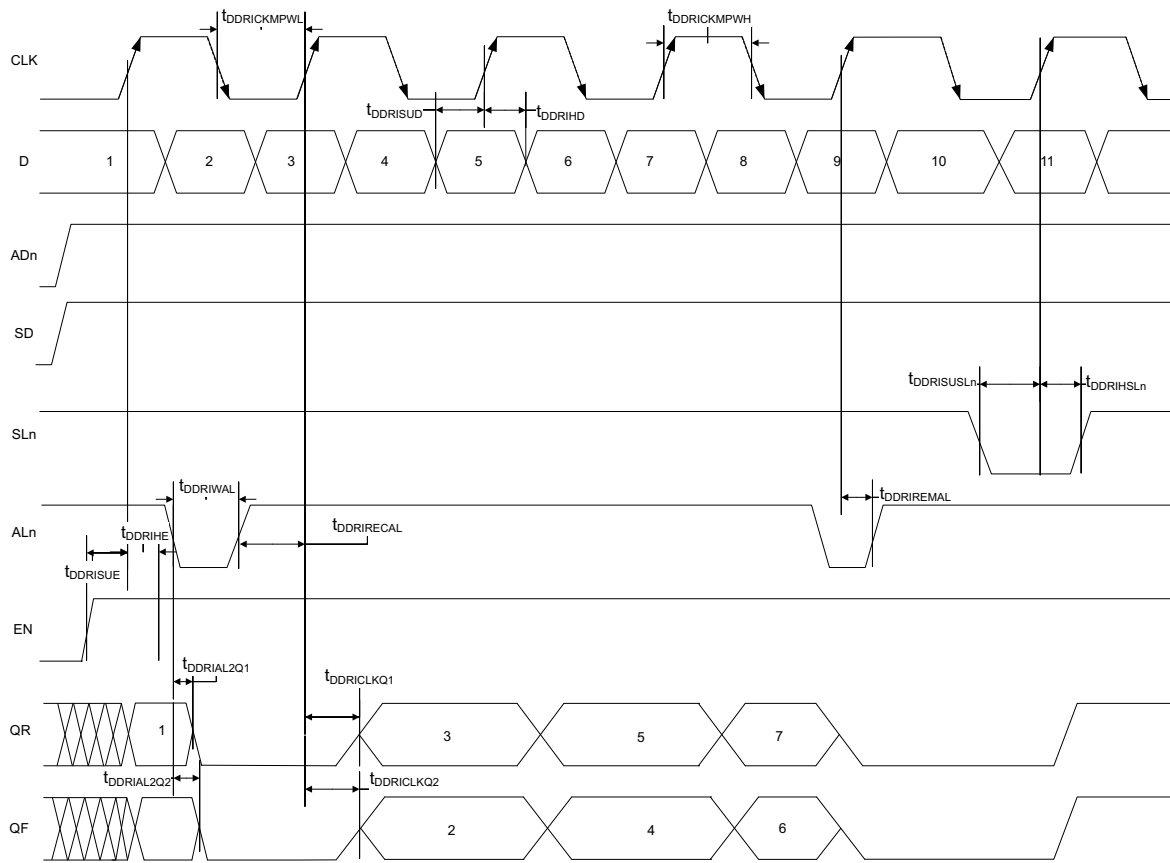 tDDRICKMPWL
tDDRICKMPWH
CLK
tDDRISUD
tDDRIHD
D
1
2
3
4
5
6
7
8
9
10
11
ADn
SD
tDDRISUSLn
tDDRIHSLn
SLn
tDDRIWAL
tDDRIREMAL
ALn
tDDRIHE
tDDRIRECAL
tDDRISUE
EN
tDDRIAL2Q1
tDDRICLKQ1
QR
1
3
5
7
tDDRIAL2Q2
tDDRICLKQ2
QF
2
4
6